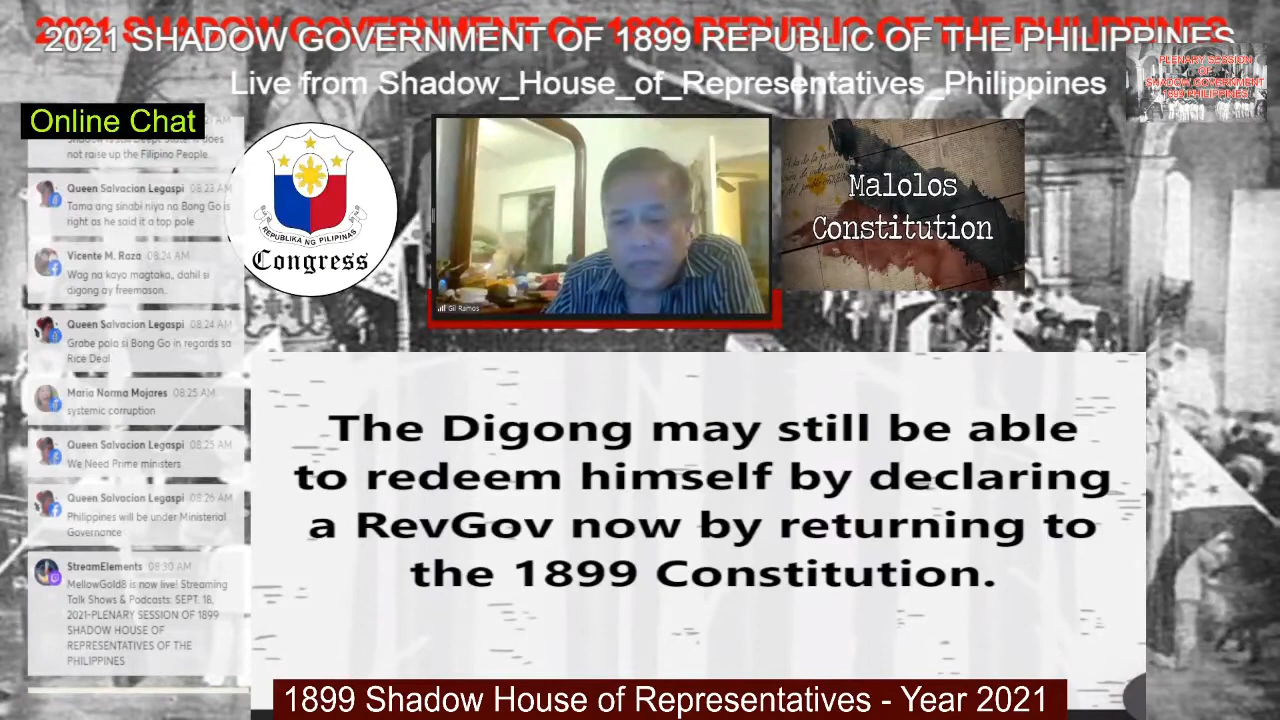 2021 SHADOW GOVERNMENT OF 1899 REPUBLIC OF THE PHILIPPINES
Live from Shadow_House_of_Representatives_Philippines
PLENARY SESSION
OF
SHADOW GOVERNMENT
1899 PHILIPPINES
Online Chat
not raise up the Filipino People.
Queen Salvacion Legaspi 08:23 AM
Tama ang sinabi niya na Bong Go is
right as he said it a top pole
Vicente M. Raza 08:24 AM
Wag na kayo magtaka, dahil si
digong ay freemason..
Queen Salvacion Legaspi 08:24 AM
Grabe pala si Bong Go in regards sa
Rice Deal
Maria Norma Mojares 08:25 AM
systemic corruption
Queen Salvacion Legaspi 08:25 AM
We Need Prime ministers
Queen Salvacion Legaspi 08:26 AM
Philippines will be under Ministerial
Governance
StreamElements 08:30 AM
MellowGold8 is now live! Streaming
Talk Shows & Podcasts: SEPT. 18,
2021-PLENARY SESSION OF 1899
SHADOW HOUSE OF
REPRESENTATIVES OF THE
PHILIPPINES
REPUBLIKA NG PILIPINAS
Congress
Gil Ramos
Malolos
Constitution
The Digong may still be able
to redeem himself by declaring
a RevGov now by returning to
the 1899 Constitution.
1899 Shadow House of Representatives - Year 2021